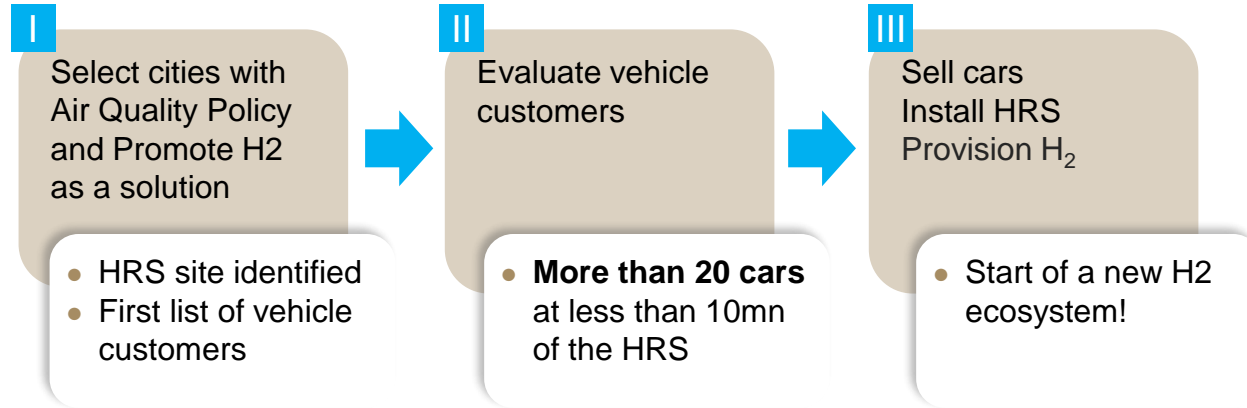 I
Select cities with
Air Quality Policy
and Promote H2
as a solution
• HRS site identified
• First list of vehicle
customers
II
Evaluate vehicle
customers
• More than 20 cars
at less than 10mn
of the HRS
III
Sell cars
Install HRS
Provision H₂
• Start of a new H2
ecosystem!